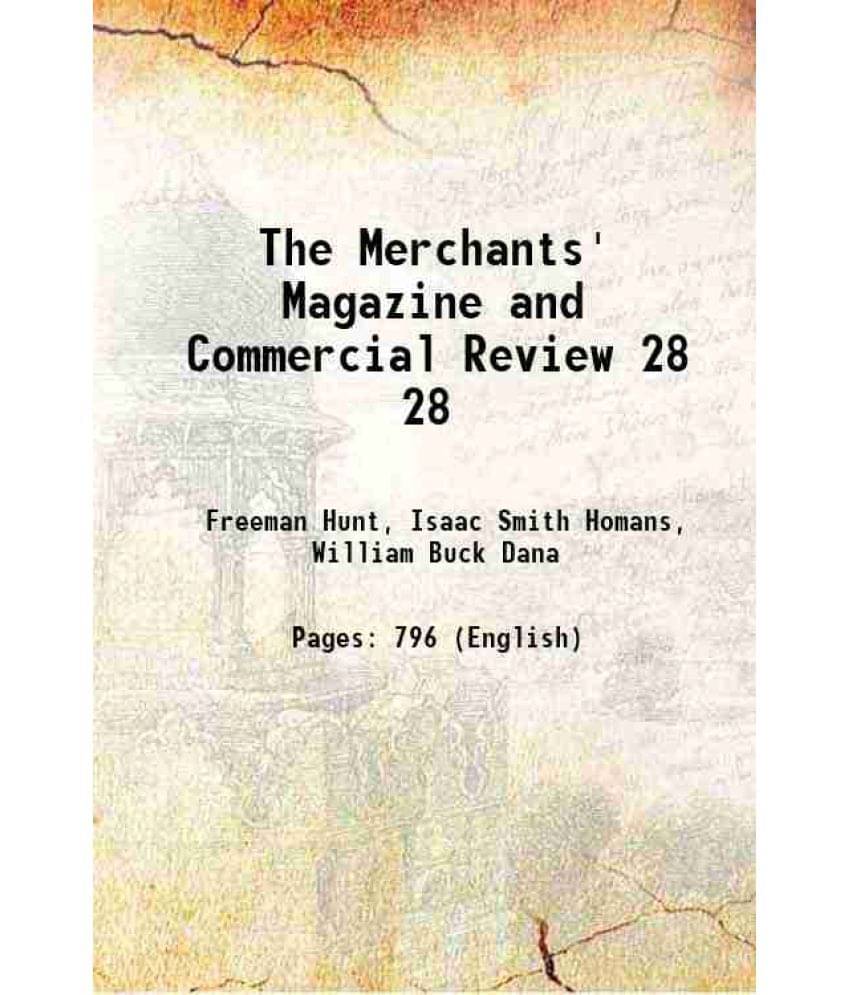 The Merchants'
Magazine and
Commercial Review 28
28
Freeman Hunt, Isaac Smith Homans,
William Buck Dana
Pages: 796 (English)